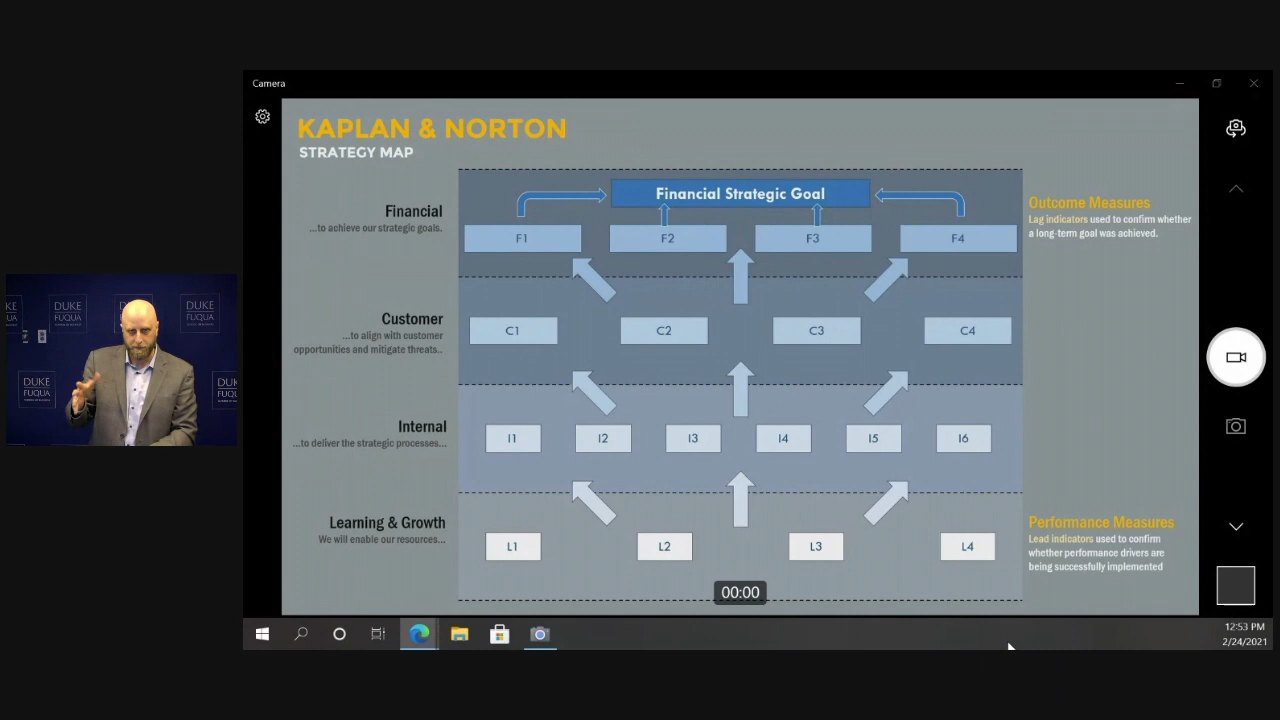 Camera
KAPLAN & NORTON
STRATEGY MAP
Financial Strategic Goal
Financial
...to achieve our strategic goals.
F1
F2
F3
F4
Outcome Measures
Lag indicators used to confirm whether
a long-term goal was achieved.
Customer
...to align with customer
opportunities and mitigate threats..
C1
C2
C3
C4
Internal
...to deliver the strategic processes...
I1
I2
I3
I4
I5
I6
Learning & Growth
We will enable our resources...
L1
L2
L3
L4
Performance Measures
Lead indicators used to confirm
whether performance drivers are
being successfully implemented
00:00
12:53 PM
2/24/2021
DUKE
FUQUA
DUKE
FUQUA
DUKE
FUQUA